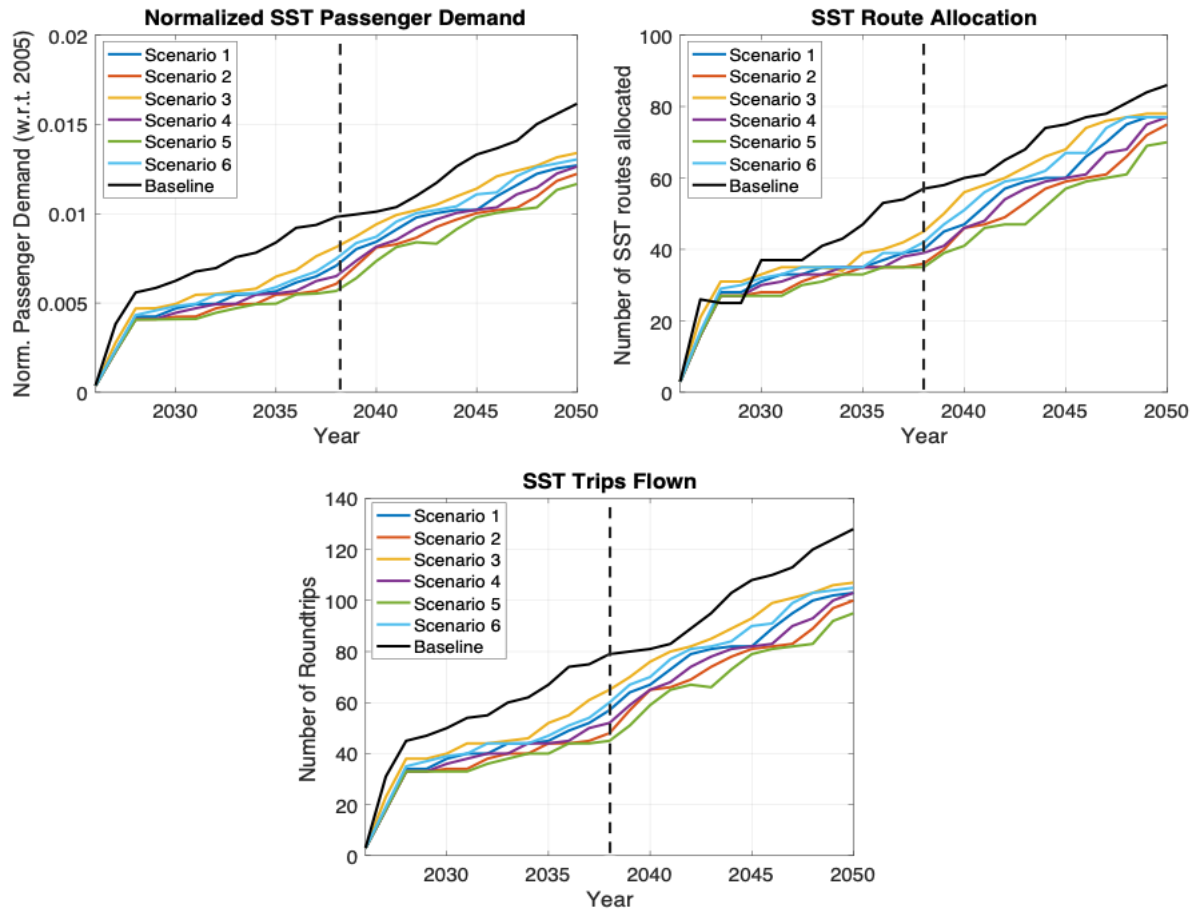 Normalized SST Passenger Demand
Norm. Passenger Demand (w.r.t. 2005)
0.02
0.015
0.01
0.005
0
Scenario 1
Scenario 2
Scenario 3
Scenario 4
Scenario 5
Scenario 6
Baseline
2030
2035
2040
2045
2050
Year
SST Route Allocation
Number of SST routes allocated
100
80
60
40
20
0
Scenario 1
Scenario 2
Scenario 3
Scenario 4
Scenario 5
Scenario 6
Baseline
2030
2035
2040
2045
2050
Year
SST Trips Flown
Number of Roundtrips
140
120
100
80
60
40
20
0
Scenario 1
Scenario 2
Scenario 3
Scenario 4
Scenario 5
Scenario 6
Baseline
2030
2035
2040
2045
2050
Year